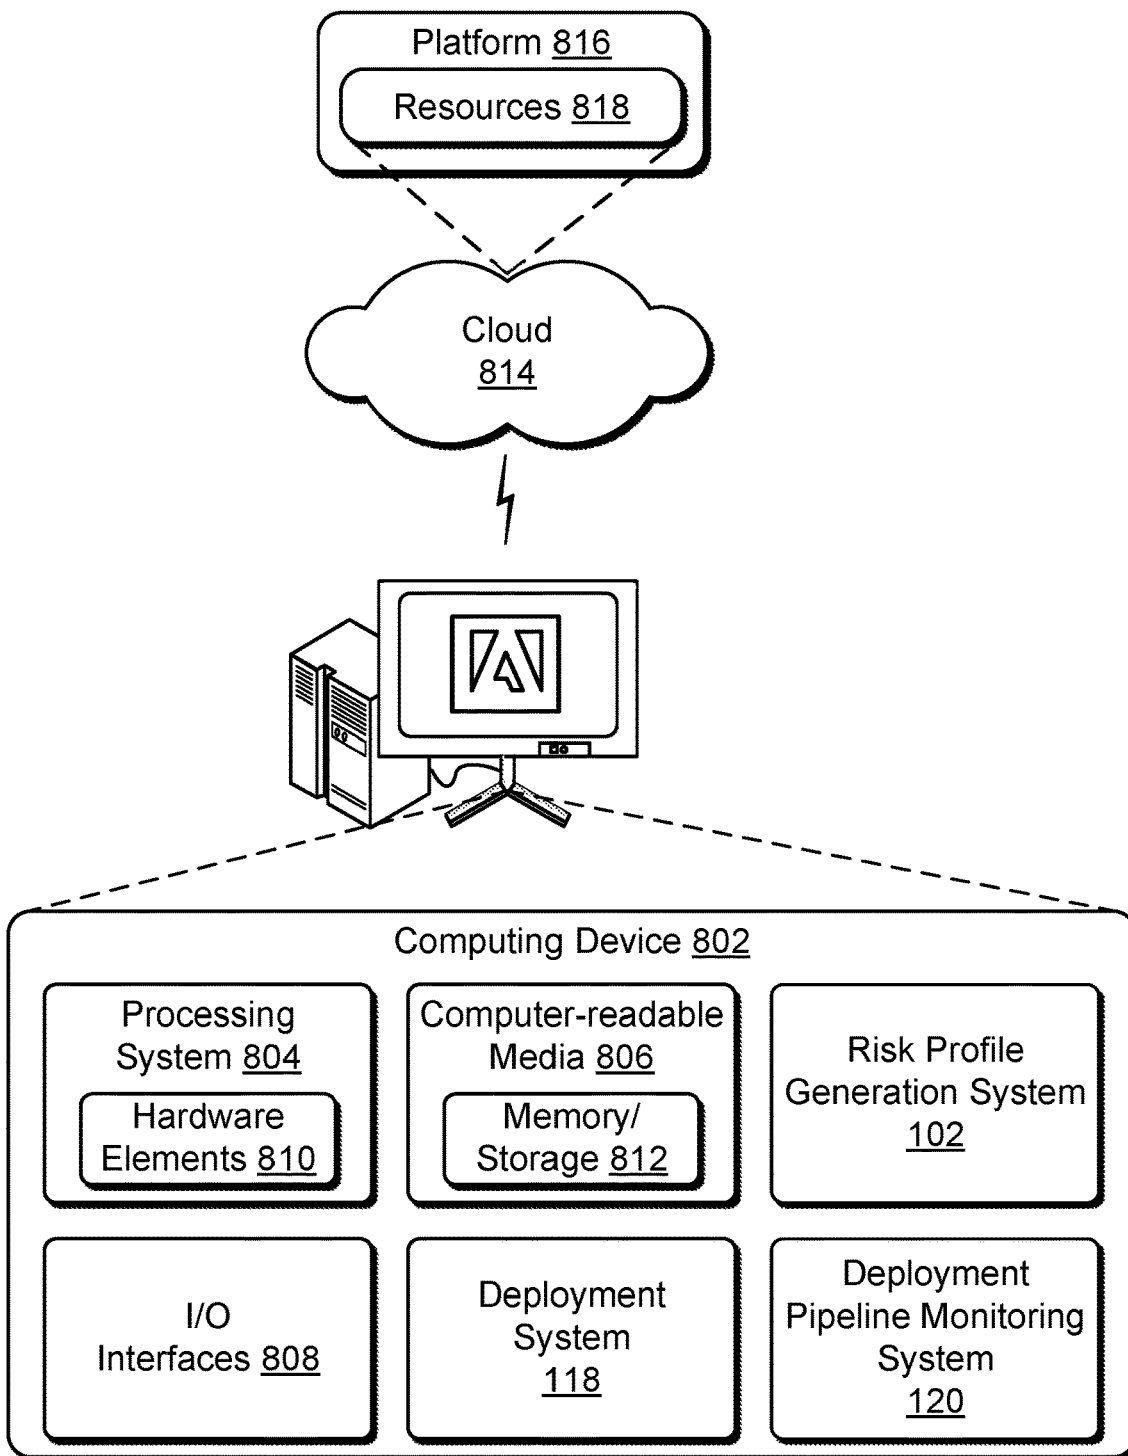 Platform 816
Resources 818
Cloud
814
Computing Device 802
Processing
System 804
Hardware
Elements 810
Computer-readable
Media 806
Memory/
Storage 812
Risk Profile
Generation System
102
I/O
Interfaces 808
Deployment
System
118
Deployment
Pipeline Monitoring
System
120